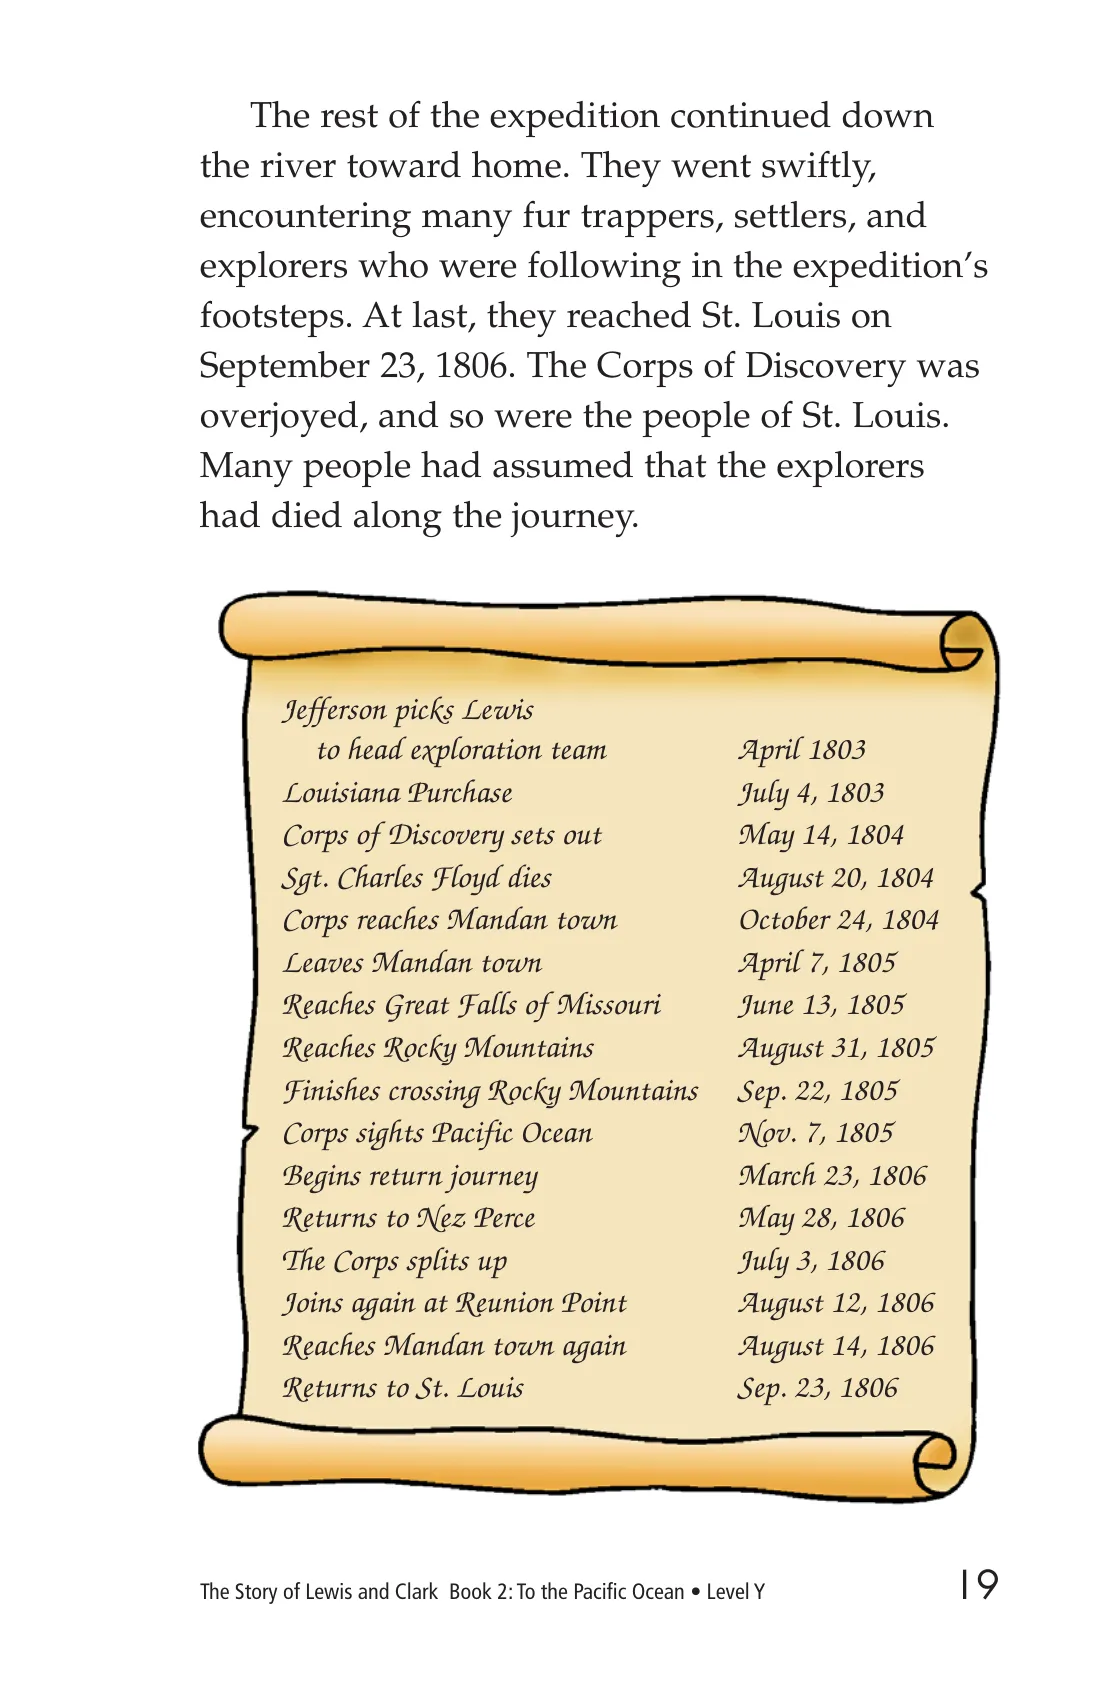 The rest of the expedition continued down
the river toward home. They went swiftly,
encountering many fur trappers, settlers, and
explorers who were following in the expedition’s
footsteps. At last, they reached St. Louis on
September 23, 1806. The Corps of Discovery was
overjoyed, and so were the people of St. Louis.
Many people had assumed that the explorers
had died along the journey.
Jefferson picks Lewis
to head exploration team April 1803
Louisiana Purchase July 4, 1803
Corps of Discovery sets out May 14, 1804
Sgt. Charles Floyd dies August 20, 1804
Corps reaches Mandan town October 24, 1804
Leaves Mandan town April 7, 1805
Reaches Great Falls of Missouri June 13, 1805
Reaches Rocky Mountains August 31, 1805
Finishes crossing Rocky Mountains Sep. 22, 1805
Corps sights Pacific Ocean Nov. 7, 1805
Begins return journey March 23, 1806
Returns to Nez Perce May 28, 1806
The Corps splits up July 3, 1806
Joins again at Reunion Point August 12, 1806
Reaches Mandan town again August 14, 1806
Returns to St. Louis Sep. 23, 1806
The Story of Lewis and Clark Book 2: To the Pacific Ocean • Level Y 19